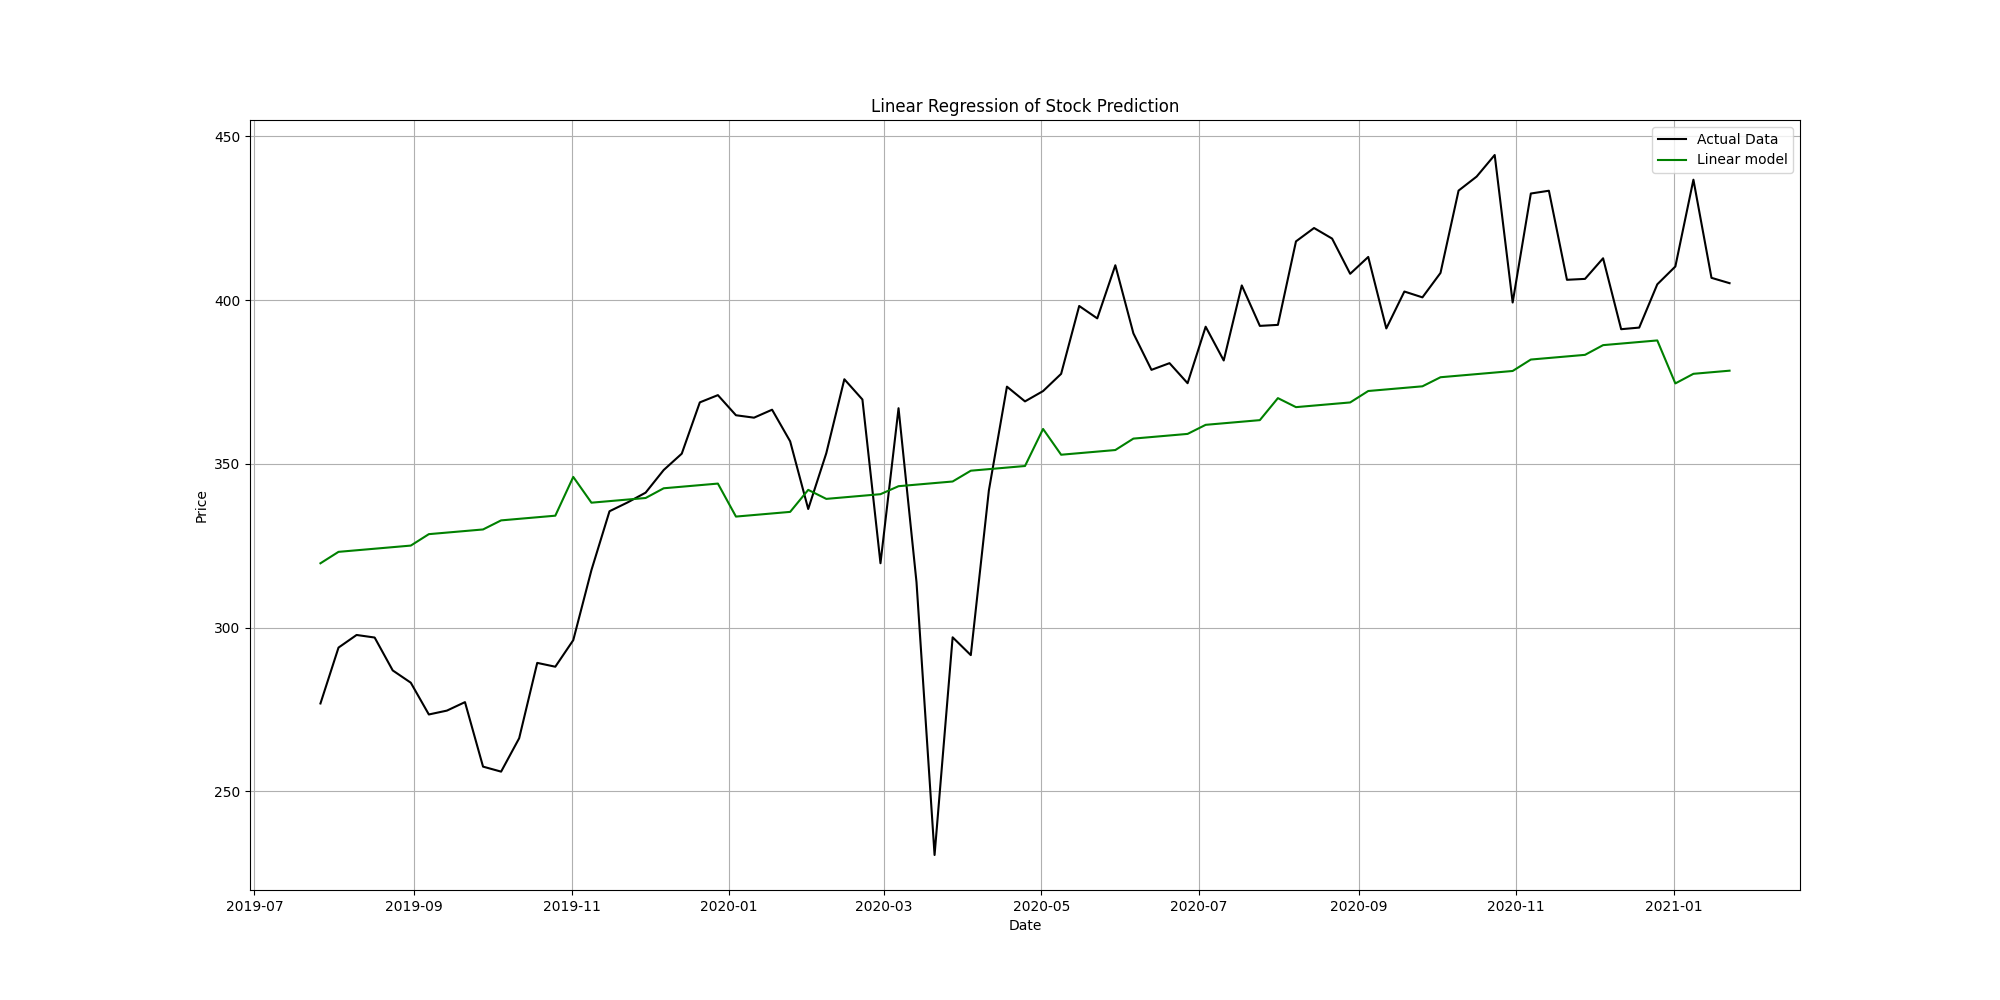 Linear Regression of Stock Prediction
Actual Data
Linear model
450
400
350
300
250
Price
2019-07 2019-09 2019-11 2020-01 2020-03 2020-05 2020-07 2020-09 2020-11 2021-01
Date